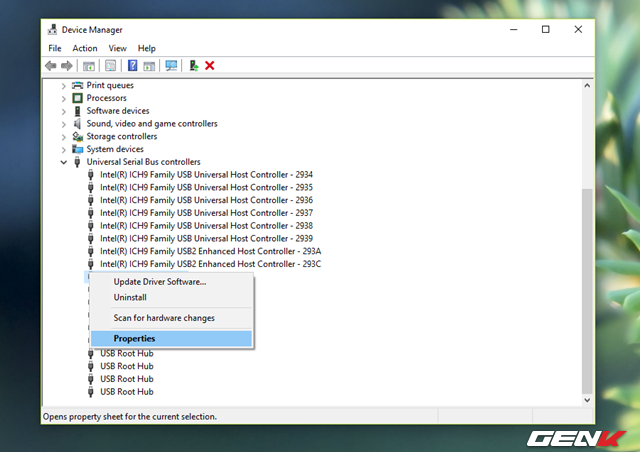 Device Manager
File Action View Help
Print queues
Processors
Software devices
Sound, video and game controllers
Storage controllers
System devices
Universal Serial Bus controllers
Intel(R) ICH9 Family USB Universal Host Controller - 2934
Intel(R) ICH9 Family USB Universal Host Controller - 2935
Intel(R) ICH9 Family USB Universal Host Controller - 2936
Intel(R) ICH9 Family USB Universal Host Controller - 2937
Intel(R) ICH9 Family USB Universal Host Controller - 2938
Intel(R) ICH9 Family USB Universal Host Controller - 2939
Intel(R) ICH9 Family USB2 Enhanced Host Controller - 293A
Intel(R) ICH9 Family USB2 Enhanced Host Controller - 293C
Update Driver Software...
Uninstall
Scan for hardware changes
Properties
USB Root Hub
USB Root Hub
USB Root Hub
USB Root Hub
Opens property sheet for the current selection.
GENK